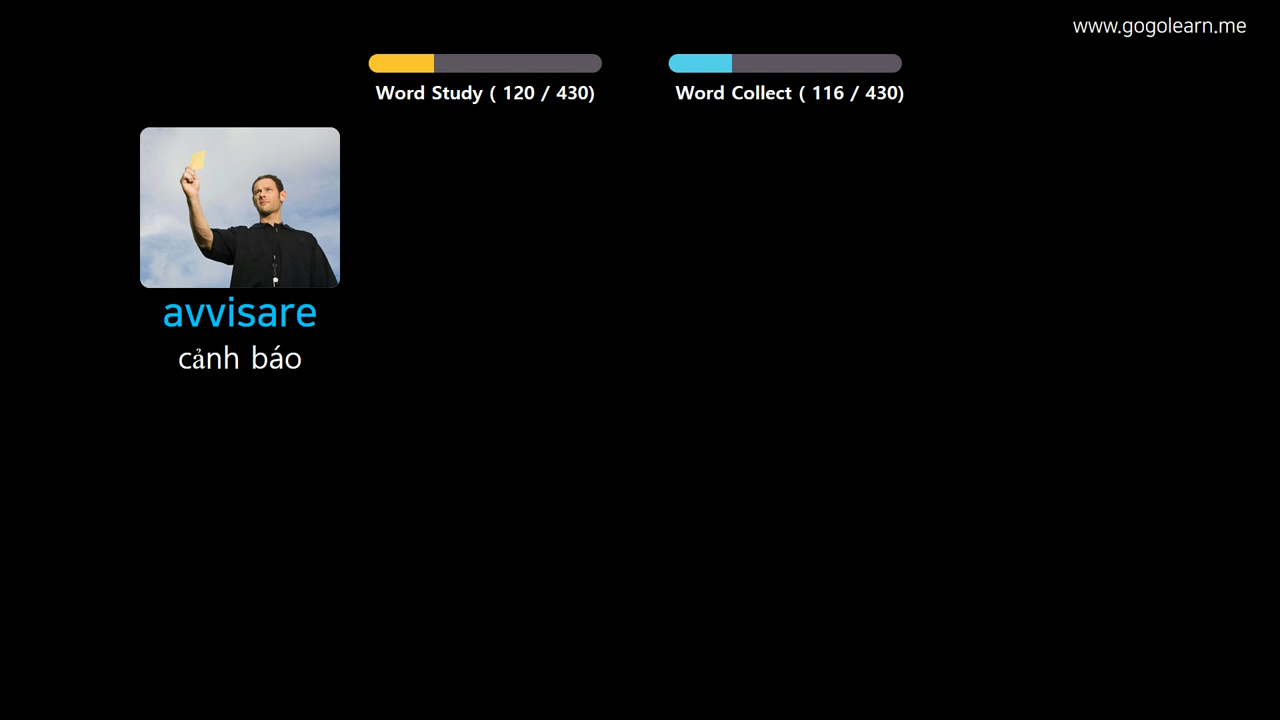 www.gogolearn.me
Word Study ( 120 / 430)
Word Collect ( 116 / 430)
avvisare
cảnh báo